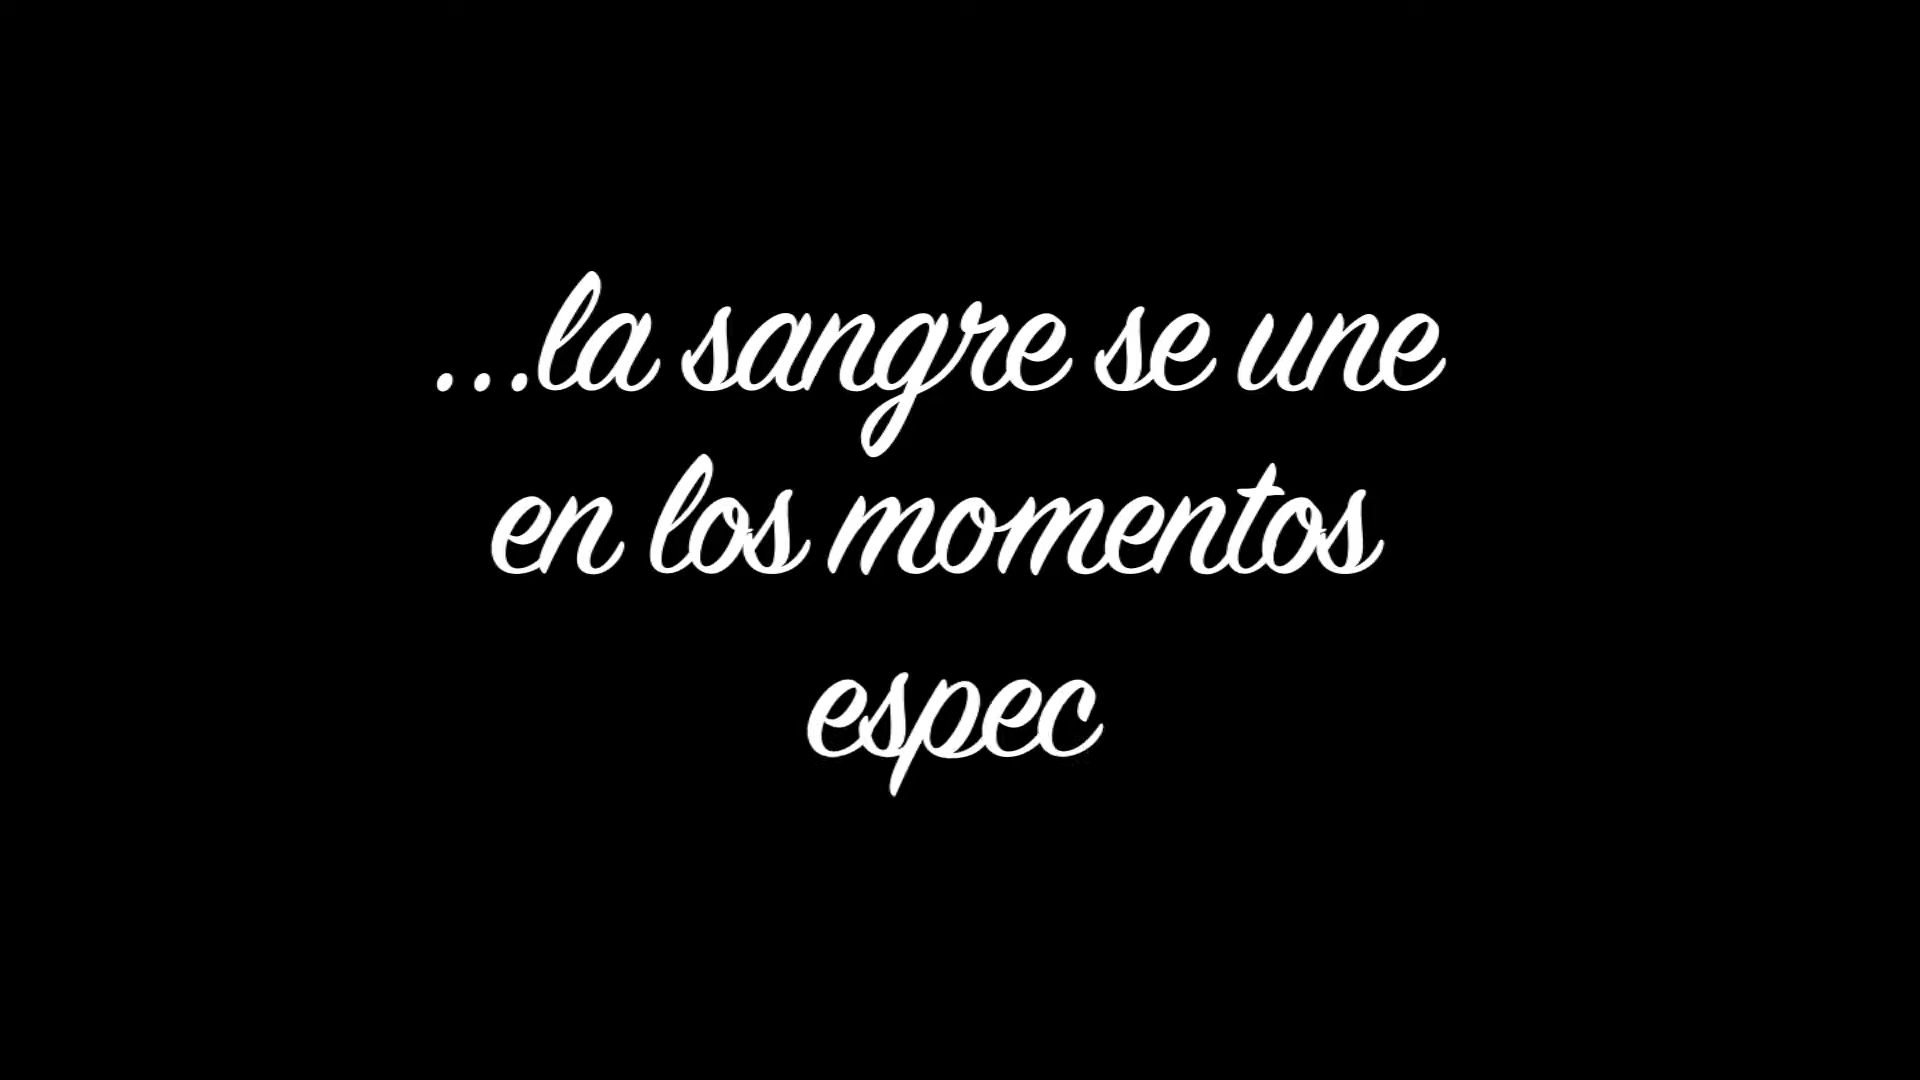 ...la sangre se une
en los momentos
espec